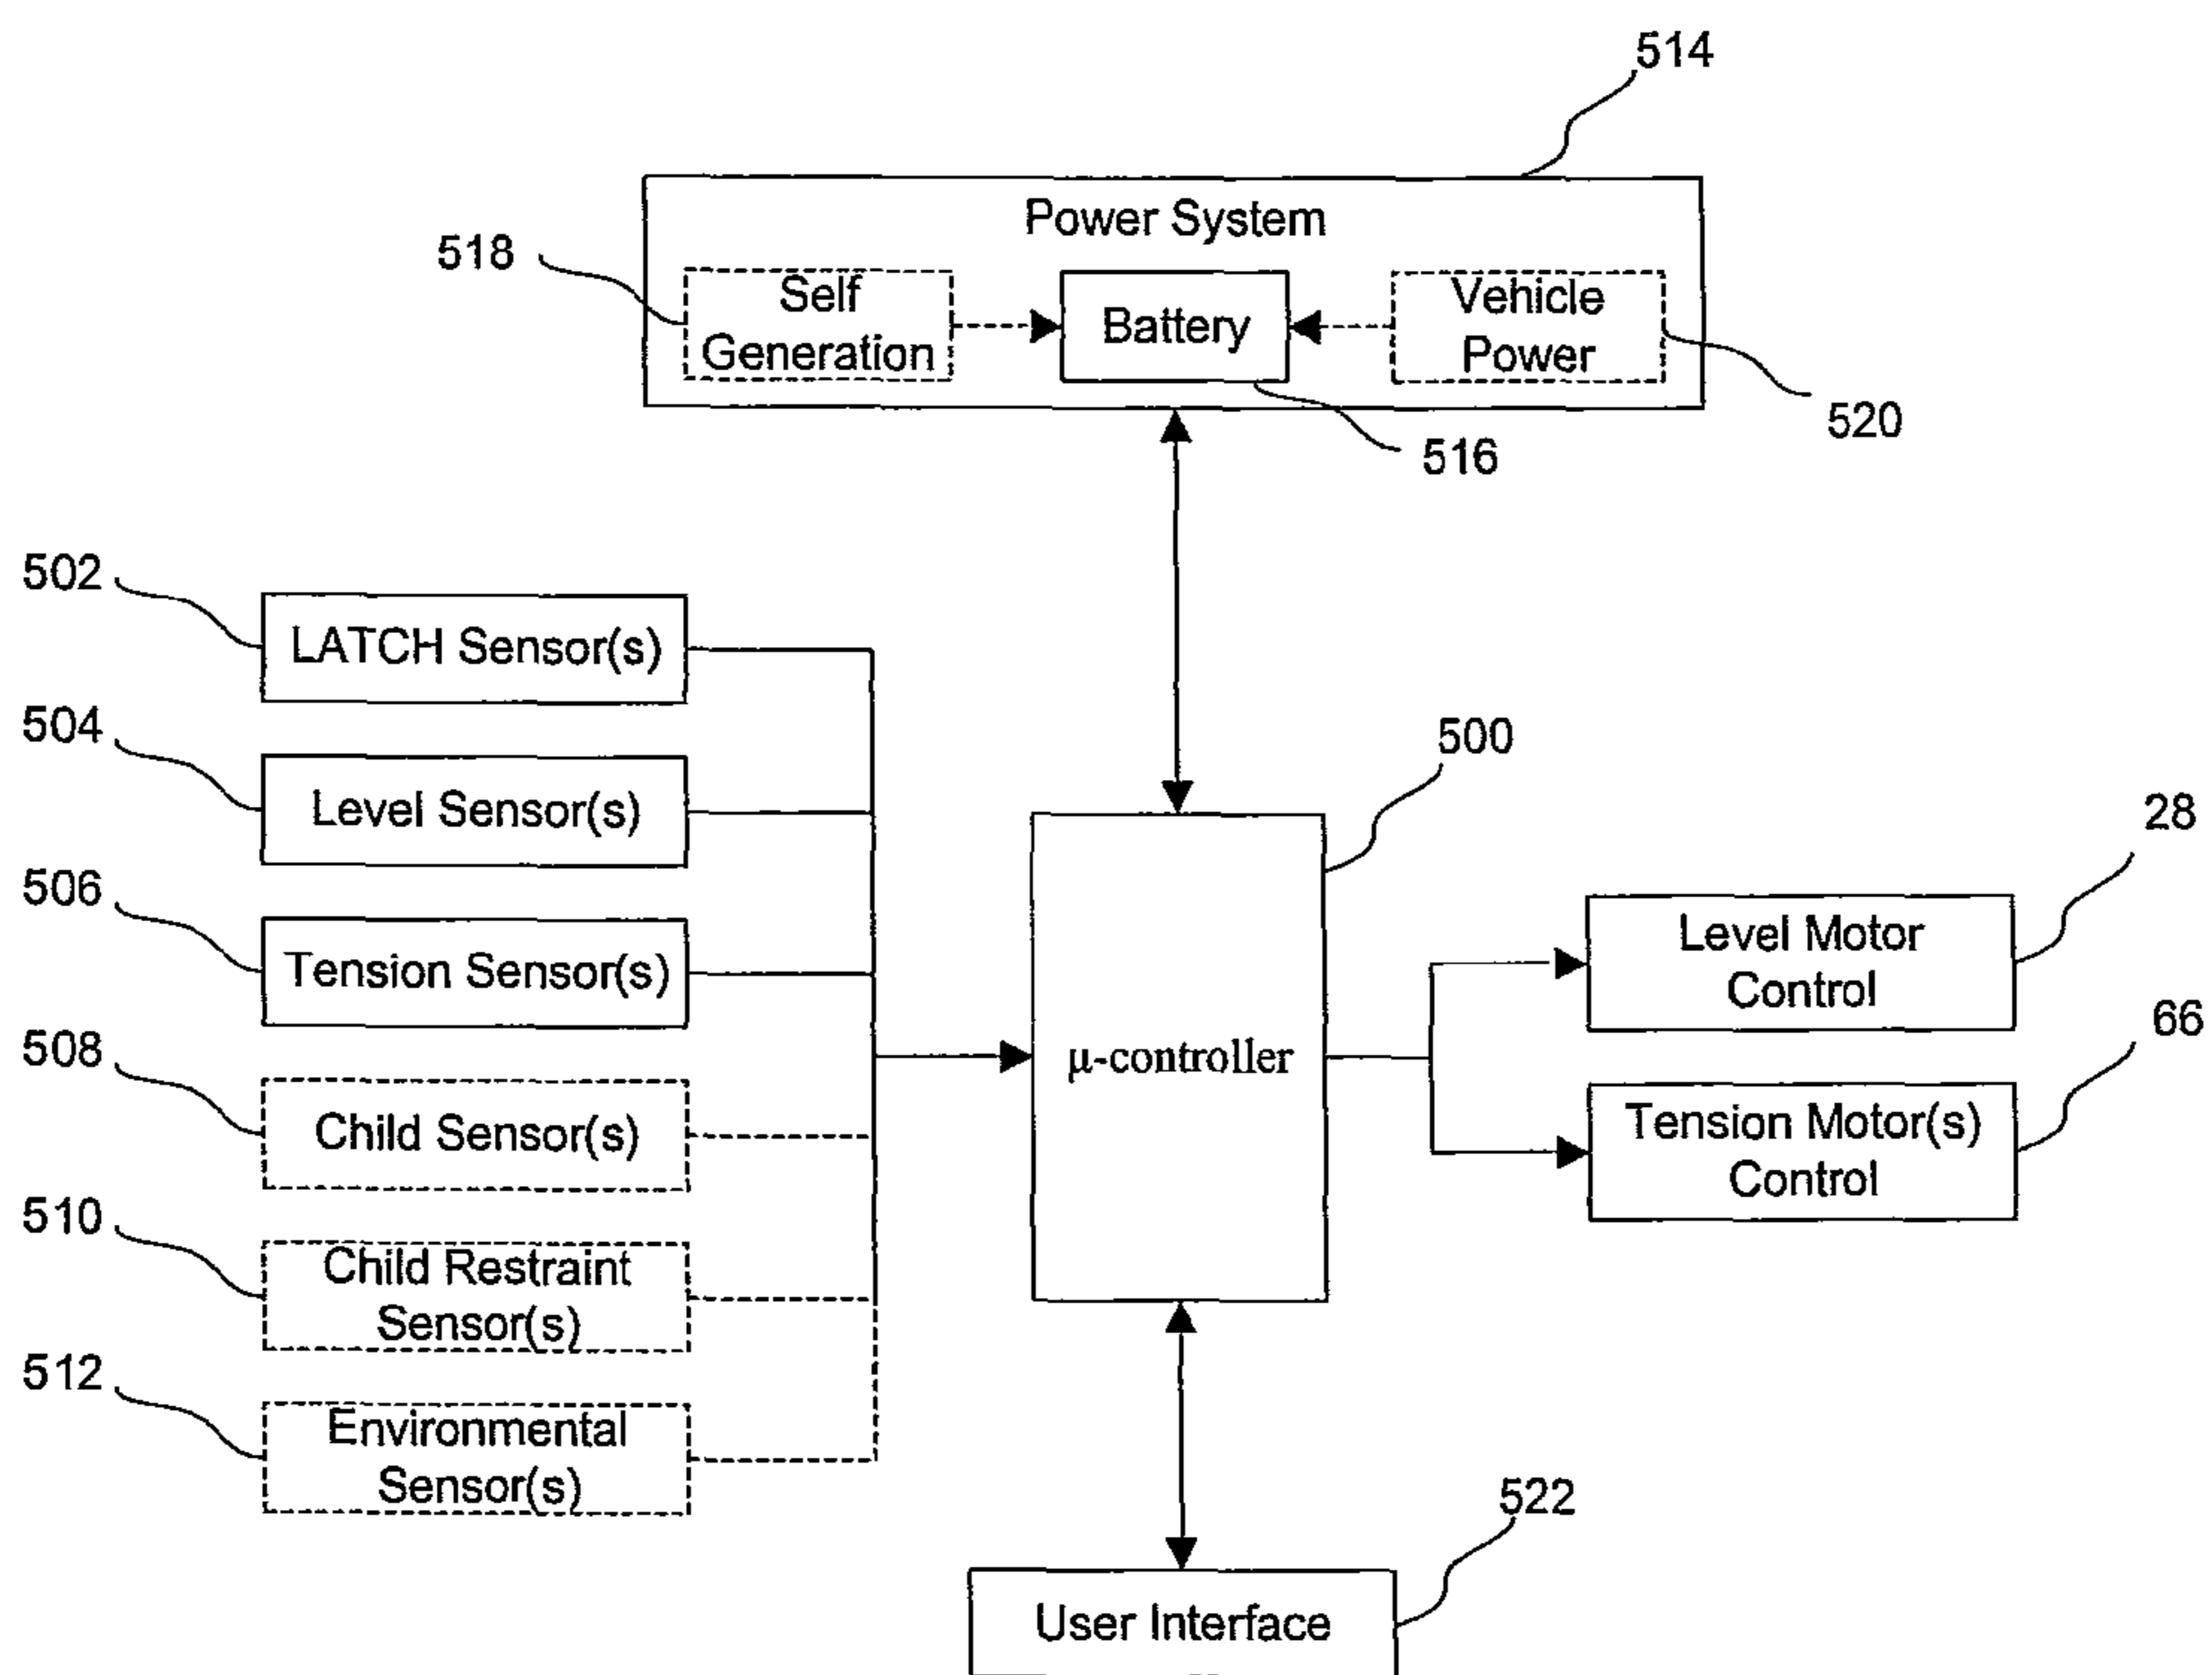 514
Power System
518
Self
Generation
Battery
Vehicle
Power
520
516
502
LATCH Sensor(s)
504
Level Sensor(s)
506
Tension Sensor(s)
508
Child Sensor(s)
510
Child Restraint
Sensor(s)
512
Environmental
Sensor(s)
500
μ-controller
28
Level Motor
Control
66
Tension Motor(s)
Control
522
User Interface